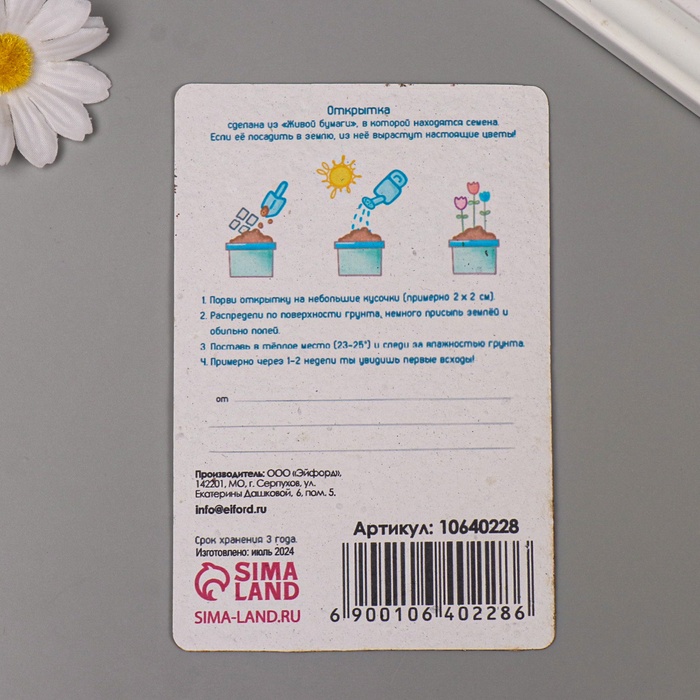 Открытка
сделана из «Живой бумаги», в которой находятся семена.
Если её посадить в землю, из неё вырастут настоящие цветы!
1. Порви открытку на небольшие кусочки (примерно 2 х 2 см).
2. Распредели по поверхности грунта, немного присыпь землёй и
обильно полей.
3. Поставь в тёплое место (23-25°) и следи за влажностью грунта.
4. Примерно через 1-2 недели ты увидишь первые всходы!
от
Производитель: ООО «Эйфорд»,
142201, МО, г. Серпухов, ул.
Екатерины Дашковой, 6, пом. 5.
info@eiford.ru
Артикул: 10640228
Срок хранения 3 года.
Изготовлено: июль 2024
SIMA
LAND
SIMA-LAND.RU
6 900106 402286